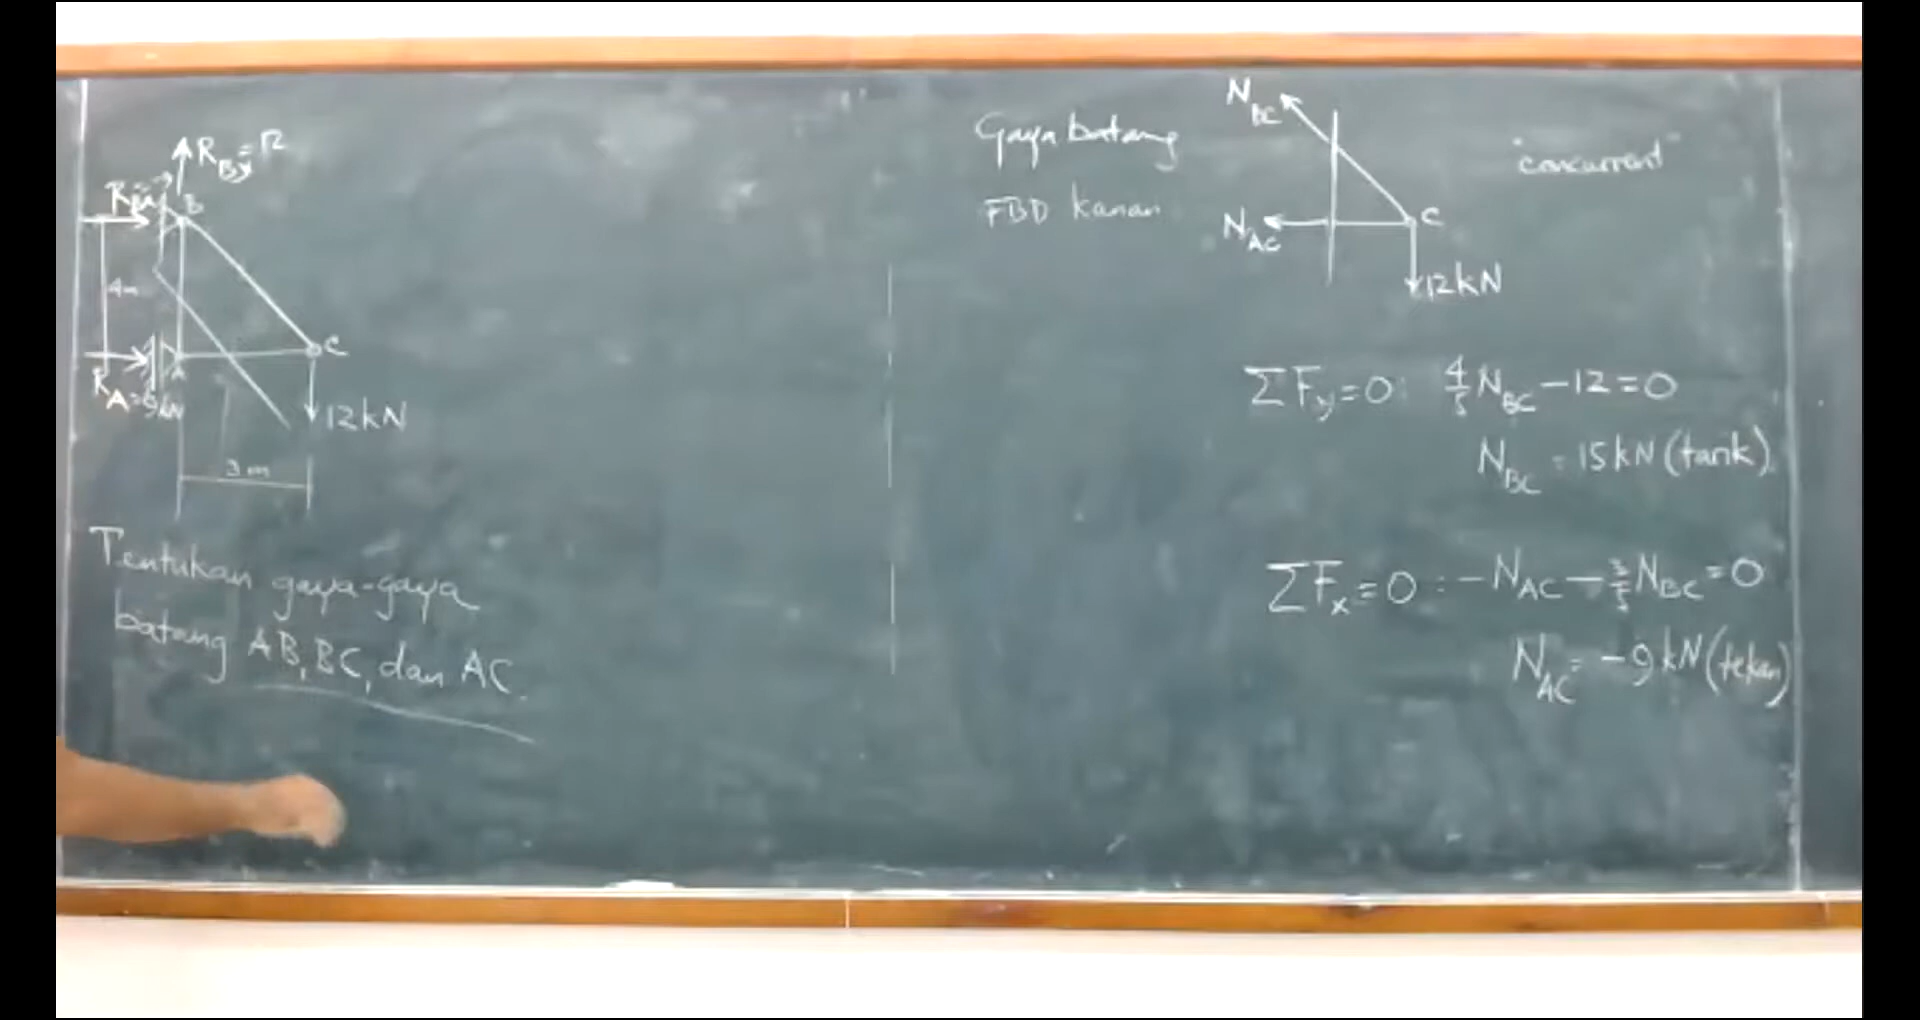 R_By = 12
B
4m
C
R_A = 9kN
12kN
3 m
Tentukan gaya-gaya
batang AB, BC, dan AC.
Gaya batang
FBD kanan
N_BC
"concurrent"
N_AC
C
12kN
ΣF_y = 0 : 4/5 N_BC - 12 = 0
N_BC = 15 kN (tarik)
ΣF_x = 0 : - N_AC - 3/5 N_BC = 0
N_AC = - 9 kN (tekan)